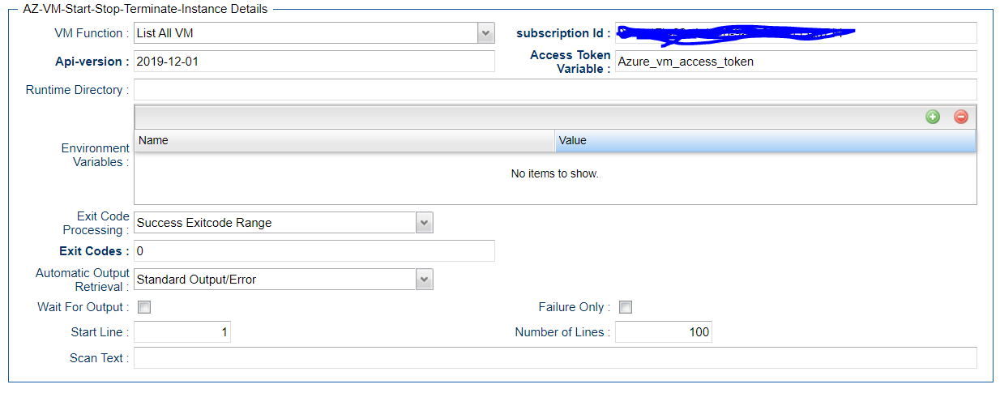 AZ-VM-Start-Stop-Terminate-Instance Details
VM Function : List All VM
subscription Id :
Api-version : 2019-12-01
Access Token
Variable : Azure_vm_access_token
Runtime Directory :
Environment
Variables :
Name Value
No items to show.
Exit Code
Processing : Success Exitcode Range
Exit Codes : 0
Automatic Output
Retrieval : Standard Output/Error
Wait For Output :
Failure Only :
Start Line : 1
Number of Lines : 100
Scan Text :